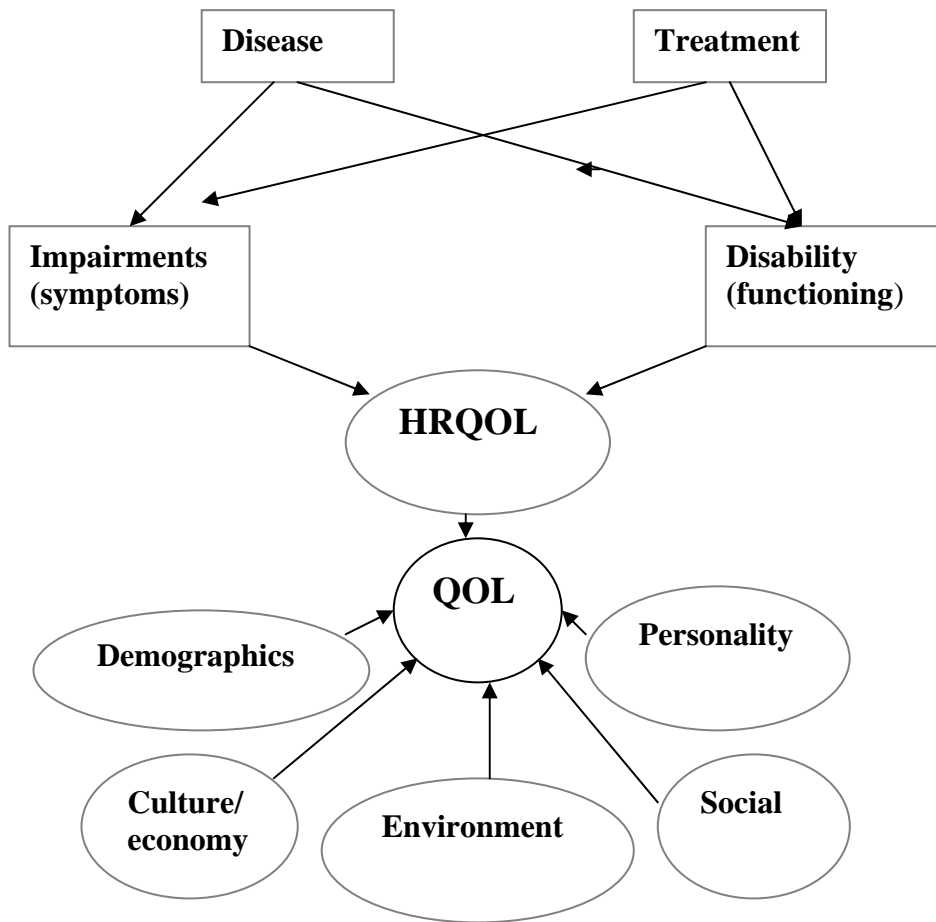 Disease
Treatment
Impairments
(symptoms)
Disability
(functioning)
HRQOL
QOL
Demographics
Personality
Culture/
economy
Environment
Social